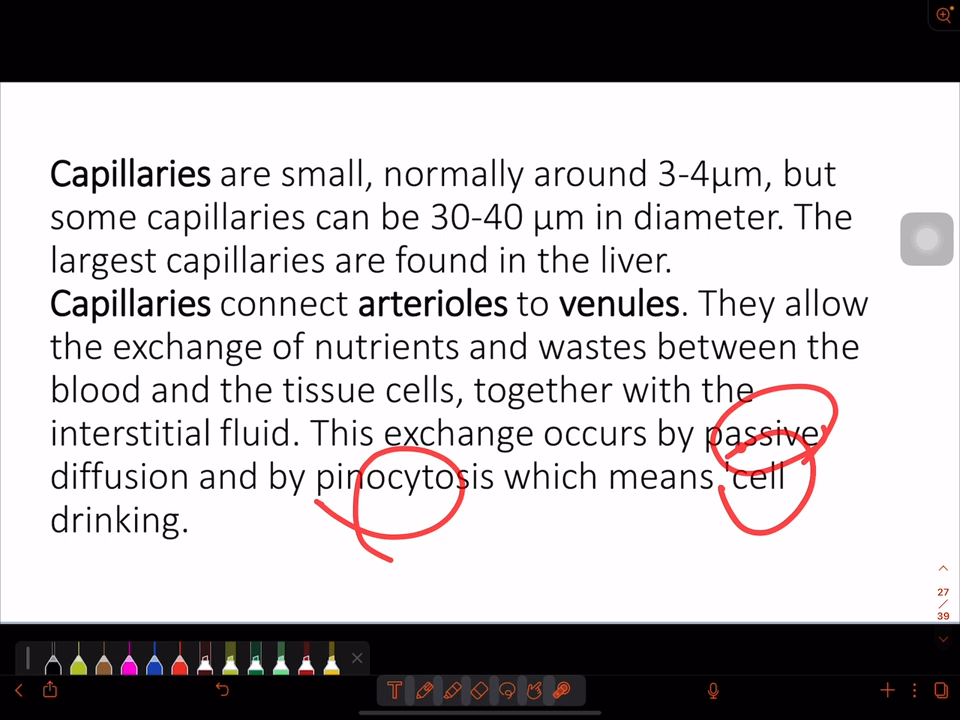 Capillaries are small, normally around 3-4µm, but
some capillaries can be 30-40 µm in diameter. The
largest capillaries are found in the liver.
Capillaries connect arterioles to venules. They allow
the exchange of nutrients and wastes between the
blood and the tissue cells, together with the
interstitial fluid. This exchange occurs by passive
diffusion and by pinocytosis which means 'cell
drinking.
27
/
39
T